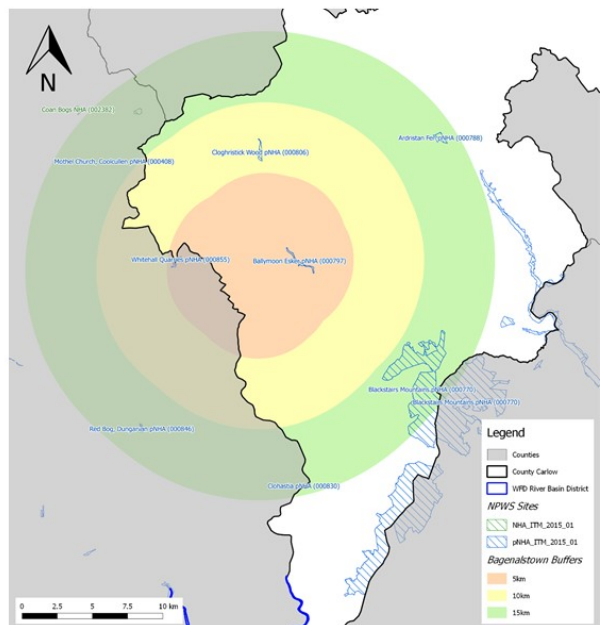 N
Coan Bogs NHA (002382)
Ardristan Fen pNHA (000788)
Cloghristick Wood pNHA (000806)
Mothel Church, Coolcullen pNHA (000408)
Whitehall Quarries pNHA (000855)
Ballymoon Esker pNHA (000797)
Blackstairs Mountains pNHA (000770)
Blackstairs Mountains pNHA (000770)
Red Bog, Dungarvan pNHA (000846)
Clohastia pNHA (000830)
Legend
Counties
County Carlow
WFD River Basin District
NPWS Sites
NHA_ITM_2015_01
pNHA_ITM_2015_01
Bagenalstown Buffers
5km
10km
15km
0 2.5 5 7.5 10 km